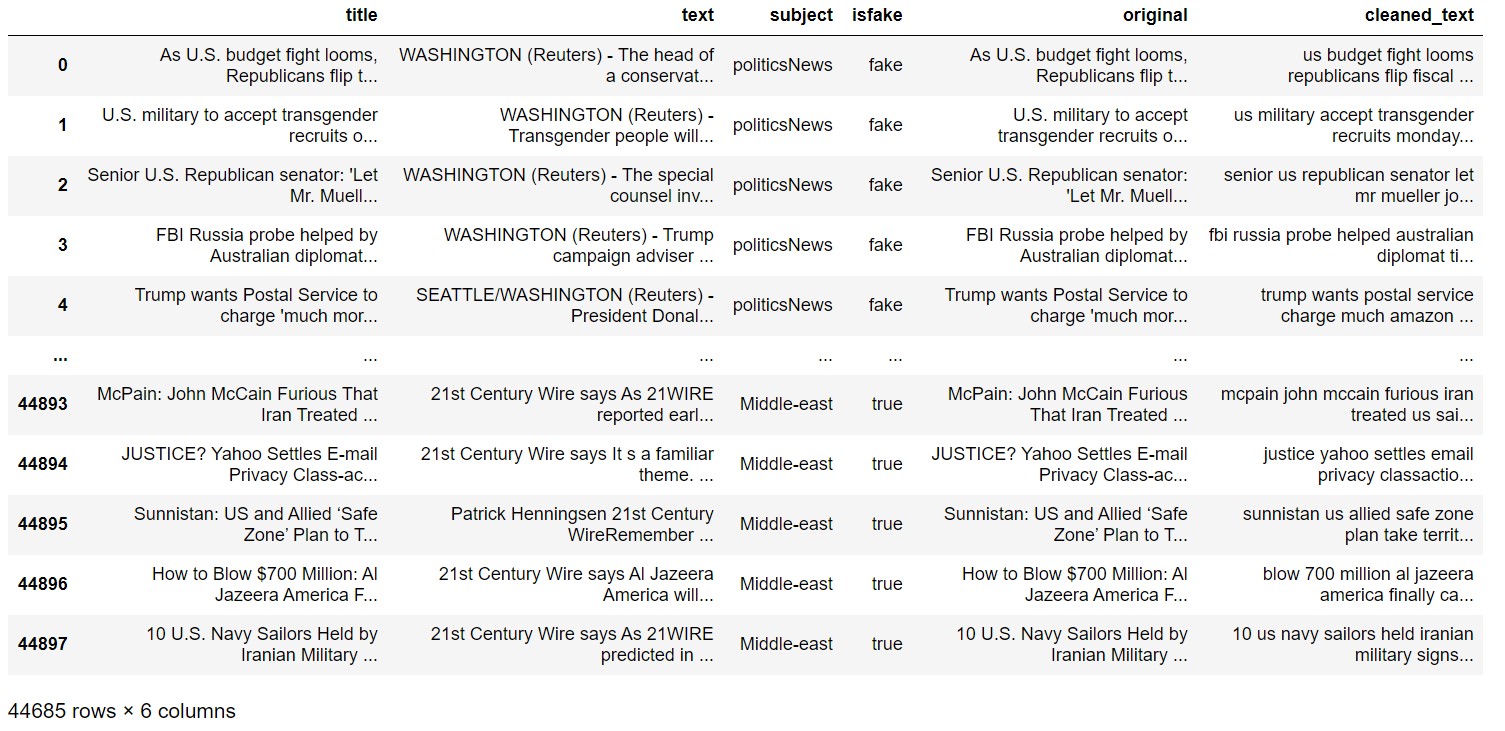 title text subject isfake original cleaned_text
0 As U.S. budget fight looms, WASHINGTON (Reuters) - The head of politicsNews fake As U.S. budget fight looms, us budget fight looms
Republicans flip t... a conservat... Republicans flip t... republicans flip fiscal ...
1 U.S. military to accept transgender WASHINGTON (Reuters) - politicsNews fake U.S. military to accept us military accept transgender
recruits o... Transgender people will... transgender recruits o... recruits monday...
2 Senior U.S. Republican senator: 'Let WASHINGTON (Reuters) - The special politicsNews fake Senior U.S. Republican senator: senior us republican senator let
Mr. Muell... counsel inv... 'Let Mr. Muell... mr mueller jo...
3 FBI Russia probe helped by WASHINGTON (Reuters) - Trump politicsNews fake FBI Russia probe helped by fbi russia probe helped australian
Australian diplomat... campaign adviser ... Australian diplomat... diplomat ti...
4 Trump wants Postal Service to SEATTLE/WASHINGTON (Reuters) - politicsNews fake Trump wants Postal Service to trump wants postal service
charge 'much mor... President Donal... charge 'much mor... charge much amazon ...
... ... ... ... ... ... ...
44893 McPain: John McCain Furious That 21st Century Wire says As 21WIRE Middle-east true McPain: John McCain Furious mcpain john mccain furious iran
Iran Treated ... reported earl... That Iran Treated ... treated us sai...
44894 JUSTICE? Yahoo Settles E-mail 21st Century Wire says It s a familiar Middle-east true JUSTICE? Yahoo Settles E-mail justice yahoo settles email
Privacy Class-ac... theme. ... Privacy Class-ac... privacy classactio...
44895 Sunnistan: US and Allied ‘Safe Patrick Henningsen 21st Century Middle-east true Sunnistan: US and Allied ‘Safe sunnistan us allied safe zone
Zone’ Plan to T... WireRemember ... Zone’ Plan to T... plan take territ...
44896 How to Blow $700 Million: Al 21st Century Wire says Al Jazeera Middle-east true How to Blow $700 Million: Al blow 700 million al jazeera
Jazeera America F... America will... Jazeera America F... america finally ca...
44897 10 U.S. Navy Sailors Held by 21st Century Wire says As 21WIRE Middle-east true 10 U.S. Navy Sailors Held by 10 us navy sailors held iranian
Iranian Military ... predicted in ... Iranian Military ... military signs...
44685 rows × 6 columns